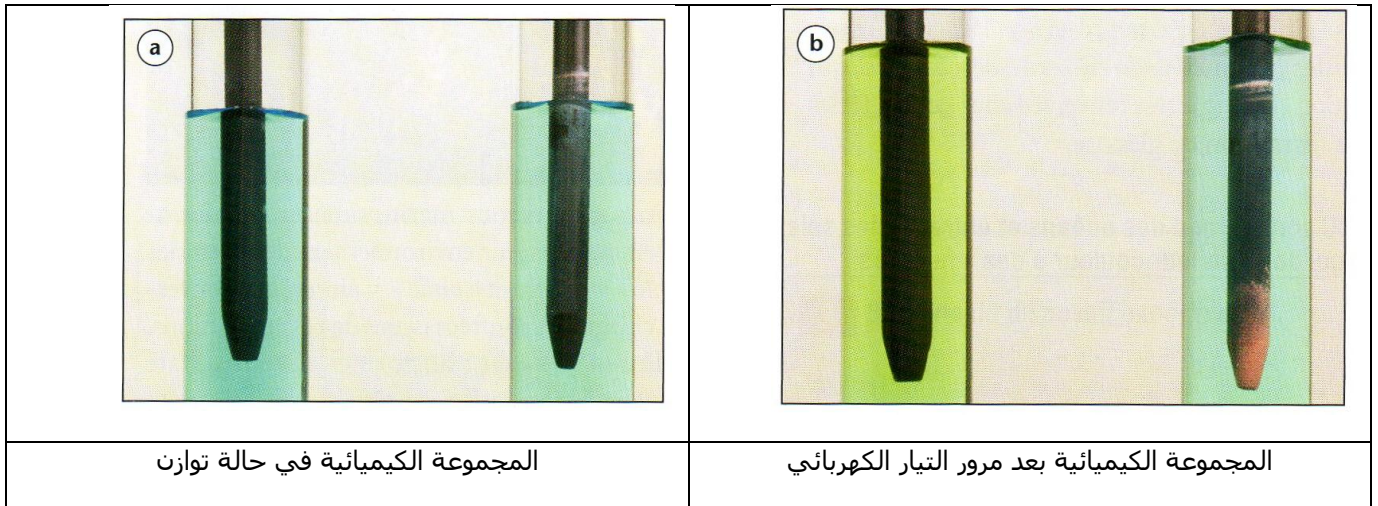 a
b
المجموعة الكيميائية في حالة توازن
المجموعة الكيميائية بعد مرور التيار الكهربائي